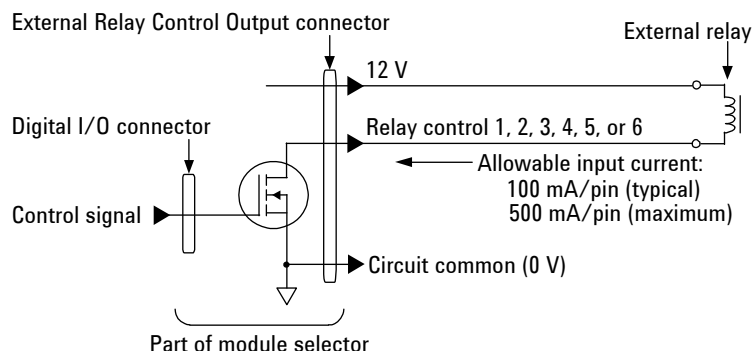 External Relay Control Output connector
External relay
12 V
Digital I/O connector
Relay control 1, 2, 3, 4, 5, or 6
Allowable input current:
100 mA/pin (typical)
500 mA/pin (maximum)
Control signal
Circuit common (0 V)
Part of module selector